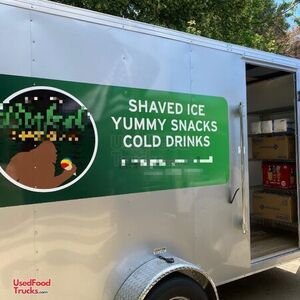 SHAVED ICE
YUMMY SNACKS
COLD DRINKS
UsedFood
Trucks.com